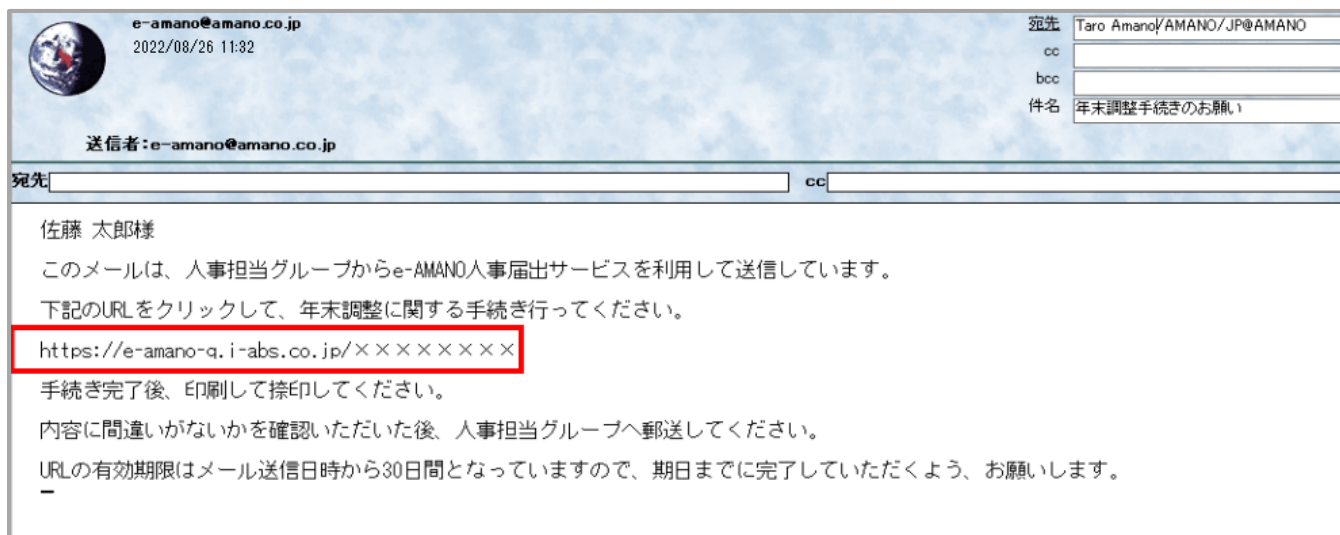 e-amano@amano.co.jp
2022/08/26 11:32
宛先 Taro Amano/AMANO/JP@AMANO
cc
bcc
件名 年末調整手続きのお願い
送信者:e-amano@amano.co.jp
宛先 cc
佐藤 太郎様
このメールは、人事担当グループからe-AMANO人事届出サービスを利用して送信しています。
下記のURLをクリックして、年末調整に関する手続き行ってください。
https://e-amano-q.i-abs.co.jp/××××××××
手続き完了後、印刷して捺印してください。
内容に間違いがないかを確認いただいた後、人事担当グループへ郵送してください。
URLの有効期限はメール送信日時から30日間となっていますので、期日までに完了していただくよう、お願いします。